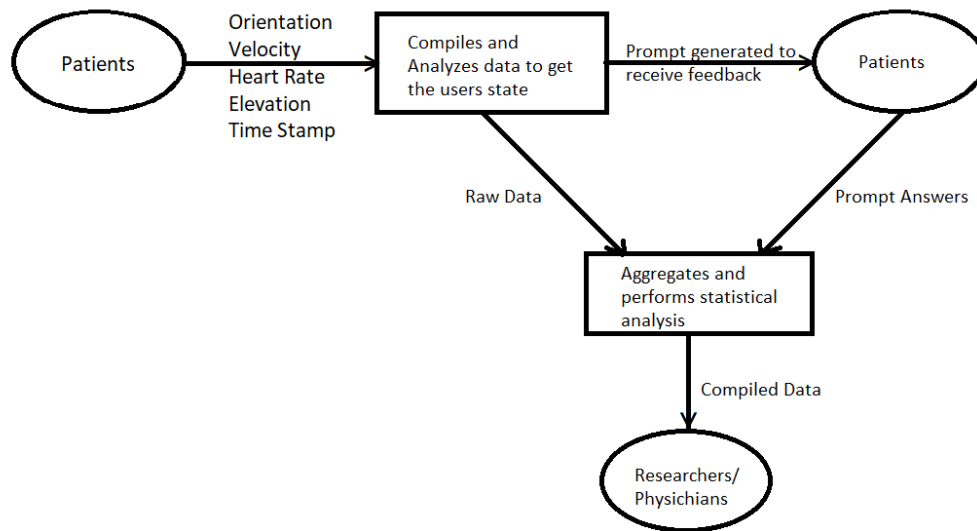 Patients
Orientation
Velocity
Heart Rate
Elevation
Time Stamp
Compiles and
Analyzes data to get
the users state
Prompt generated to
receive feedback
Patients
Raw Data
Prompt Answers
Aggregates and
performs statistical
analysis
Compiled Data
Researchers/
Physichians